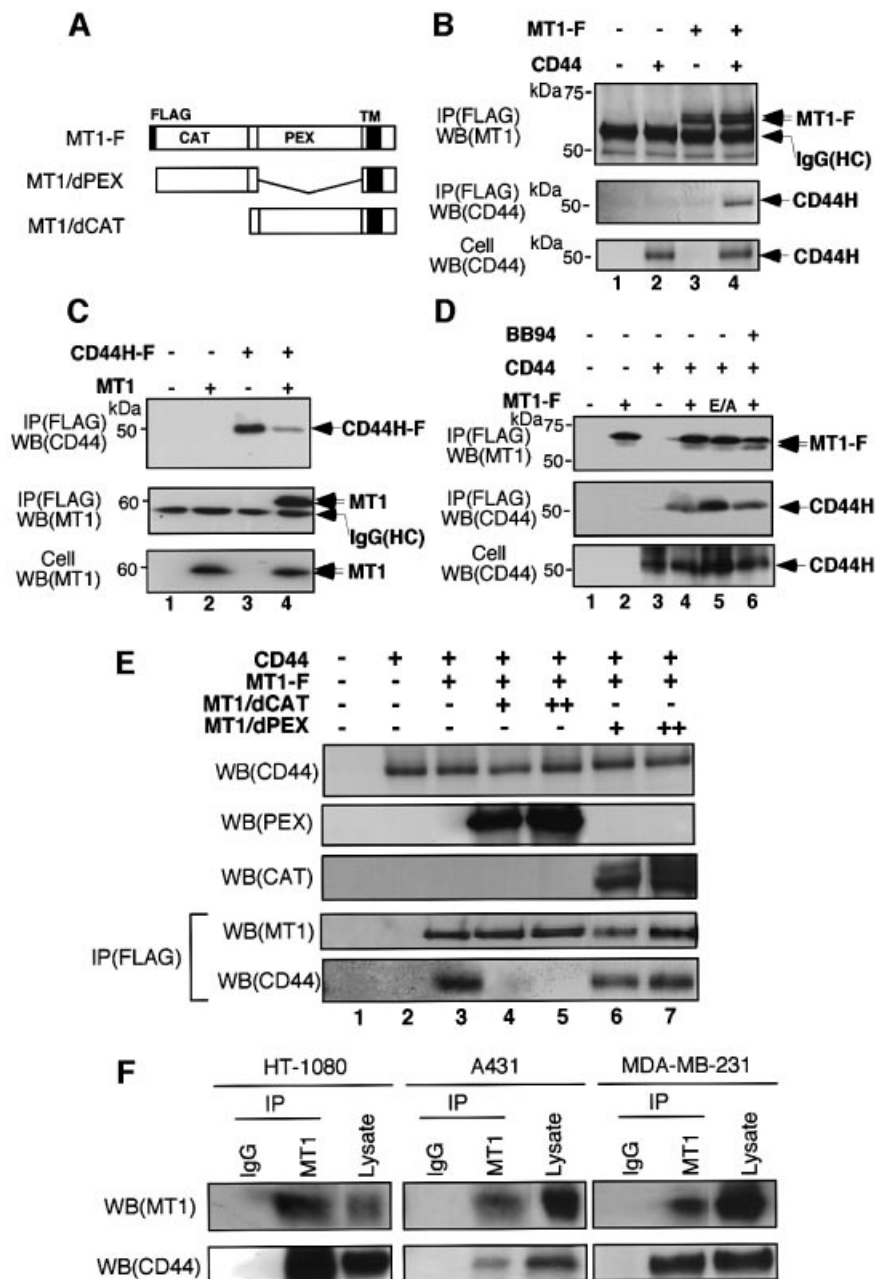 A
FLAG TM
MT1-F CAT PEX
MT1/dPEX
MT1/dCAT
B
MT1-F - - + +
CD44 - + - +
kDa 75-
IP(FLAG)
WB(MT1)
MT1-F
50-
IgG(HC)
IP(FLAG) kDa
WB(CD44) 50-
CD44H
Cell kDa
WB(CD44) 50-
CD44H
1 2 3 4
C
CD44H-F - - + +
MT1 - + - +
kDa
IP(FLAG)
WB(CD44) 50-
CD44H-F
IP(FLAG) 60-
WB(MT1)
MT1
IgG(HC)
Cell 60-
WB(MT1)
MT1
1 2 3 4
D
BB94 - - - - - +
CD44 - - + + + +
MT1-F - + - + E/A +
kDa 75-
IP(FLAG)
WB(MT1)
50-
MT1-F
IP(FLAG)
WB(CD44) 50-
CD44H
Cell
WB(CD44) 50-
CD44H
1 2 3 4 5 6
E
CD44 - + + + + + +
MT1-F - - + + + + +
MT1/dCAT - - - + ++ - -
MT1/dPEX - - - - - + ++
WB(CD44)
WB(PEX)
WB(CAT)
IP(FLAG)
WB(MT1)
WB(CD44)
1 2 3 4 5 6 7
F
HT-1080 A431 MDA-MB-231
IP IP IP
IgG MT1 Lysate IgG MT1 Lysate IgG MT1 Lysate
WB(MT1)
WB(CD44)